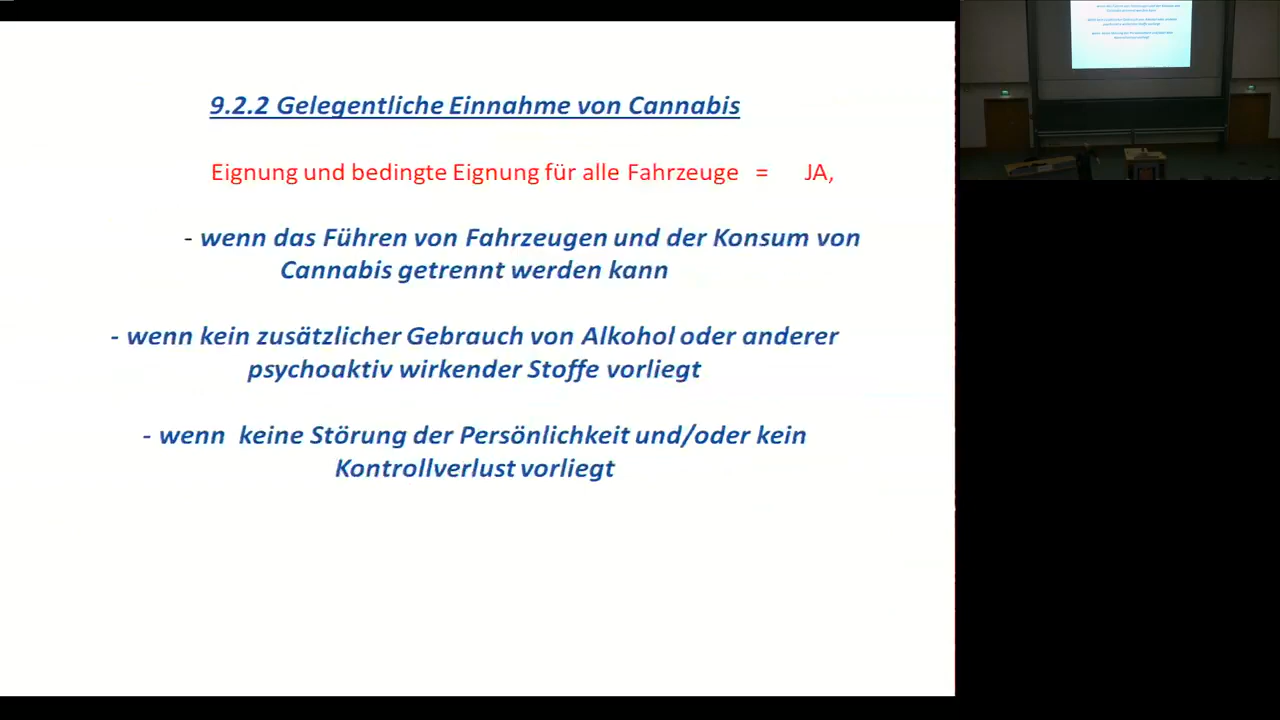 9.2.2 Gelegentliche Einnahme von Cannabis
Eignung und bedingte Eignung für alle Fahrzeuge = JA,
- wenn das Führen von Fahrzeugen und der Konsum von
Cannabis getrennt werden kann
- wenn kein zusätzlicher Gebrauch von Alkohol oder anderer
psychoaktiv wirkender Stoffe vorliegt
- wenn keine Störung der Persönlichkeit und/oder kein
Kontrollverlust vorliegt